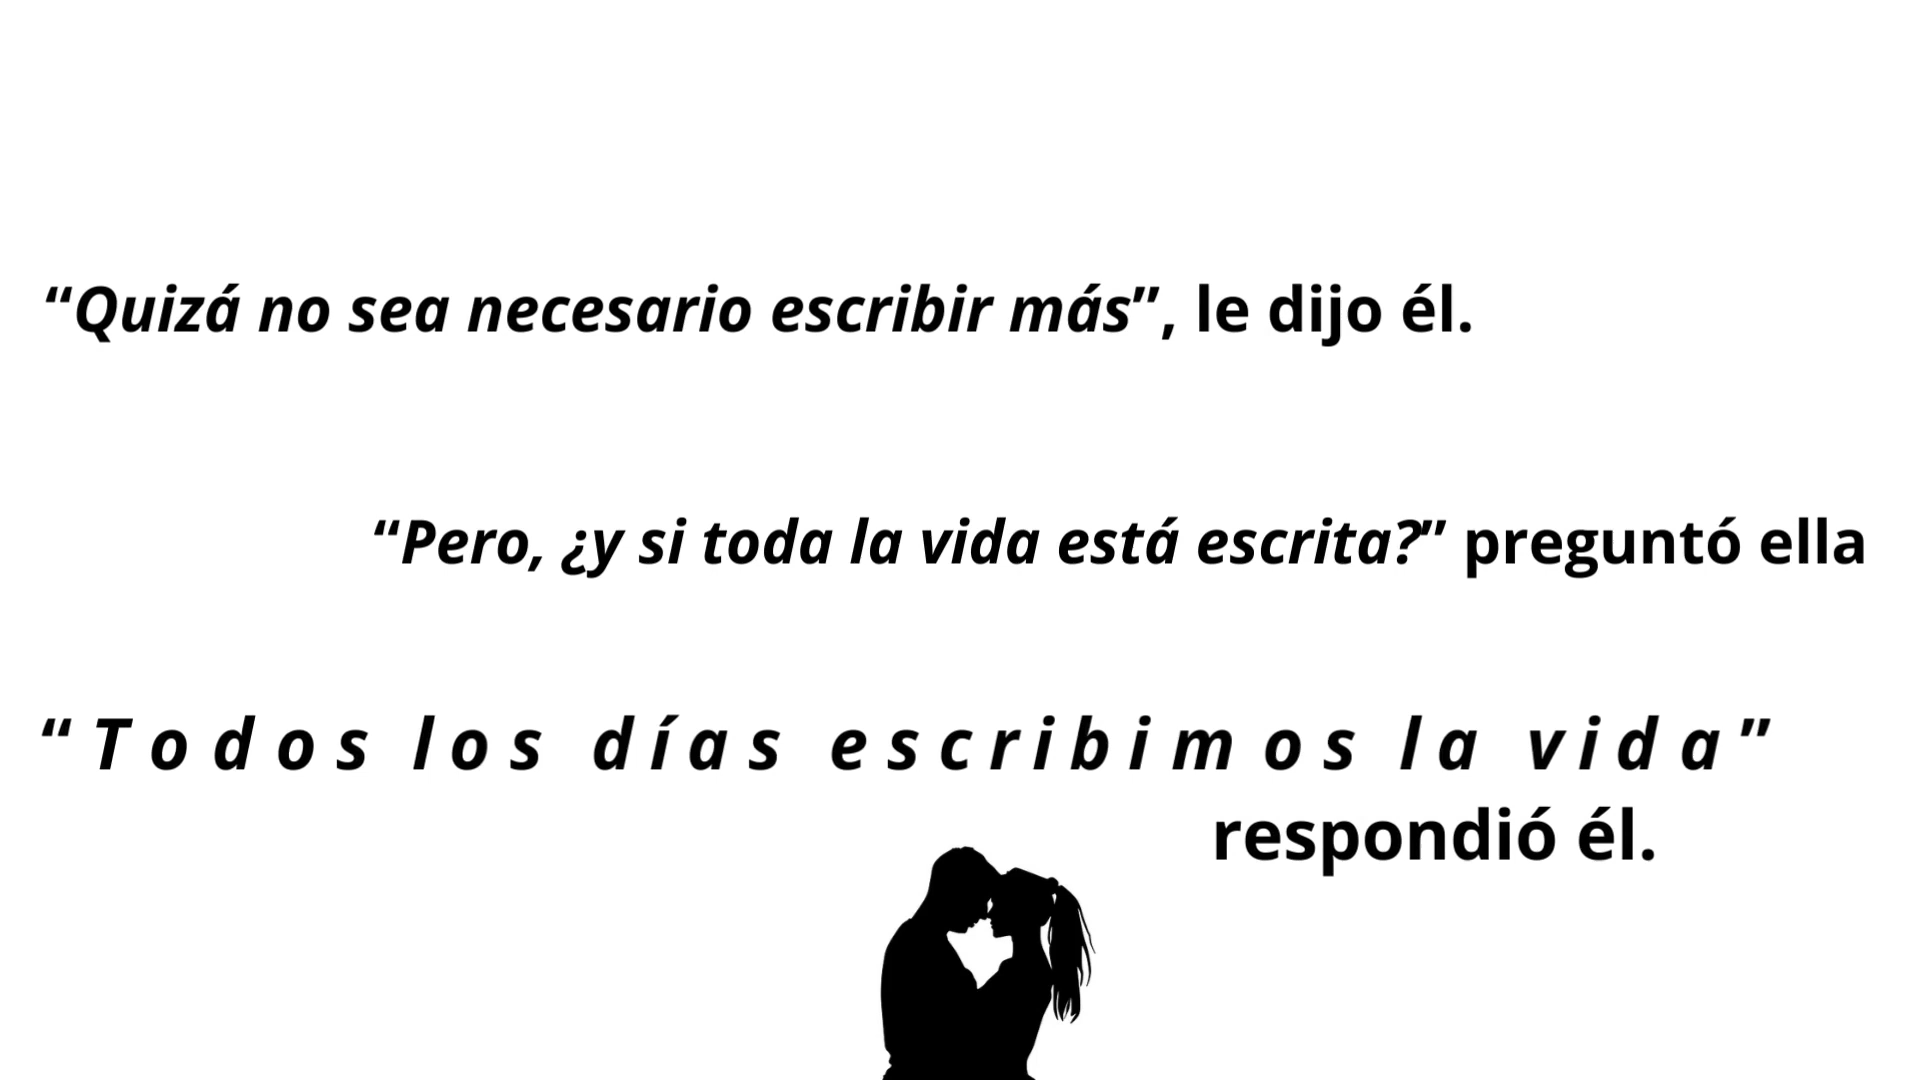 “Quizá no sea necesario escribir más”, le dijo él.
“Pero, ¿y si toda la vida está escrita?” preguntó ella
“Todos los días escribimos la vida”
respondió él.